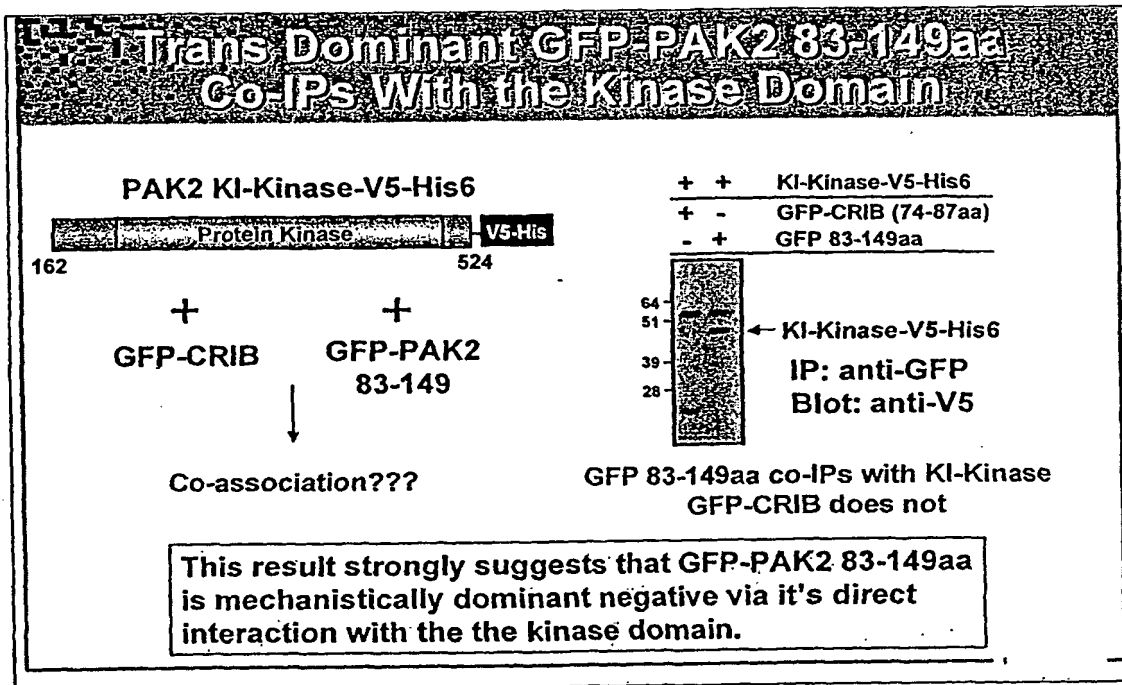 Trans Dominant GFP-PAK2 83-149aa
Co-IPs With the Kinase Domain
PAK2 KI-Kinase-V5-His6
Protein Kinase
V5-His
162
524
+
+
GFP-CRIB
GFP-PAK2
83-149
Co-association???
+ + KI-Kinase-V5-His6
+ - GFP-CRIB (74-87aa)
- + GFP 83-149aa
64
51
39
28
KI-Kinase-V5-His6
IP: anti-GFP
Blot: anti-V5
GFP 83-149aa co-IPs with KI-Kinase
GFP-CRIB does not
This result strongly suggests that GFP-PAK2 83-149aa
is mechanistically dominant negative via it's direct
interaction with the the kinase domain.